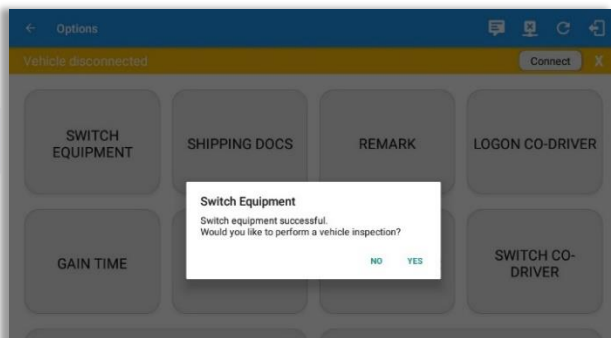 Options
Vehicle disconnected
Connect X
SWITCH
EQUIPMENT
SHIPPING DOCS
REMARK
LOGON CO-DRIVER
Switch Equipment
Switch equipment successful.
Would you like to perform a vehicle inspection?
NO YES
GAIN TIME
SWITCH CO-
DRIVER